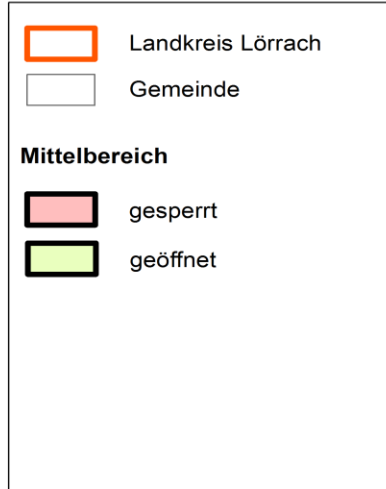 Landkreis Lörrach
Gemeinde
Mittelbereich
gesperrt
geöffnet